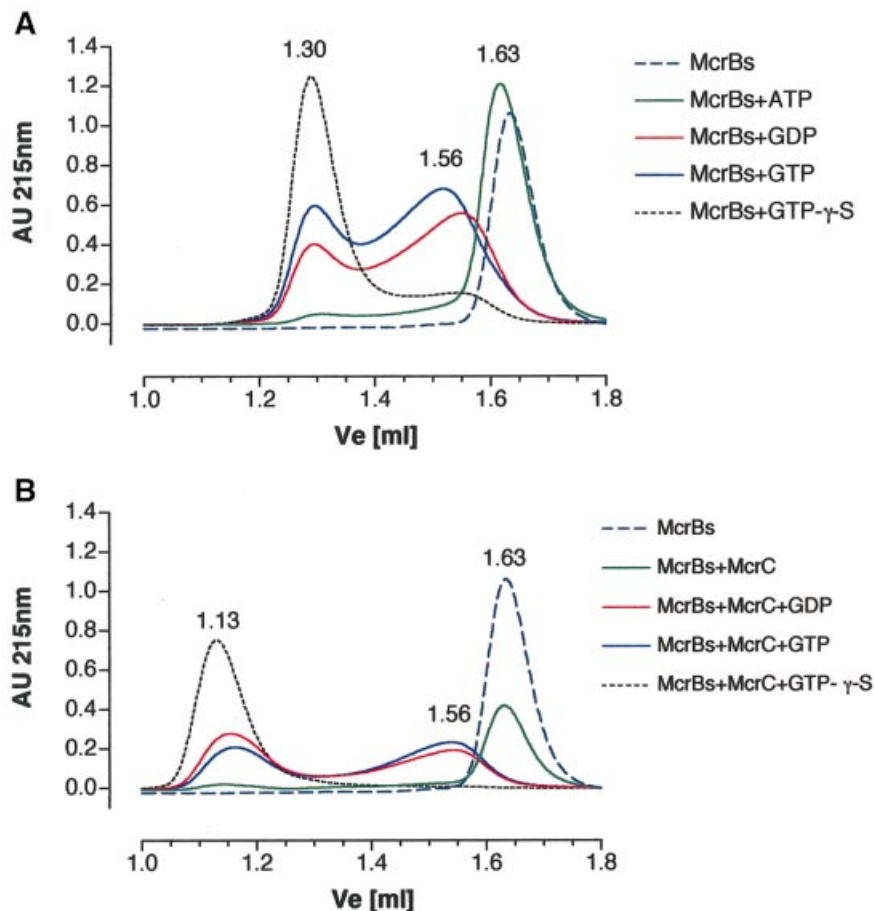 A
1.30
1.63
1.56
1.4
1.2
1.0
0.8
0.6
0.4
0.2
0.0
AU 215nm
1.0 1.2 1.4 1.6 1.8
Ve [ml]
McrBs
McrBs+ATP
McrBs+GDP
McrBs+GTP
McrBs+GTP-γ-S
B
1.13
1.56
1.63
1.4
1.2
1.0
0.8
0.6
0.4
0.2
0.0
AU 215nm
1.0 1.2 1.4 1.6 1.8
Ve [ml]
McrBs
McrBs+McrC
McrBs+McrC+GDP
McrBs+McrC+GTP
McrBs+McrC+GTP- γ-S